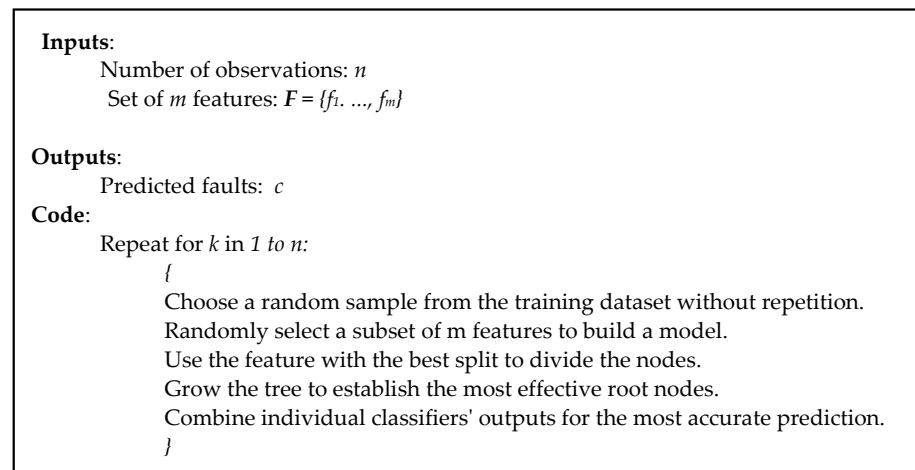 Inputs:
Number of observations: n
Set of m features: F = {f1. ..., fm}
Outputs:
Predicted faults: c
Code:
Repeat for k in 1 to n:
{
Choose a random sample from the training dataset without repetition.
Randomly select a subset of m features to build a model.
Use the feature with the best split to divide the nodes.
Grow the tree to establish the most effective root nodes.
Combine individual classifiers' outputs for the most accurate prediction.
}